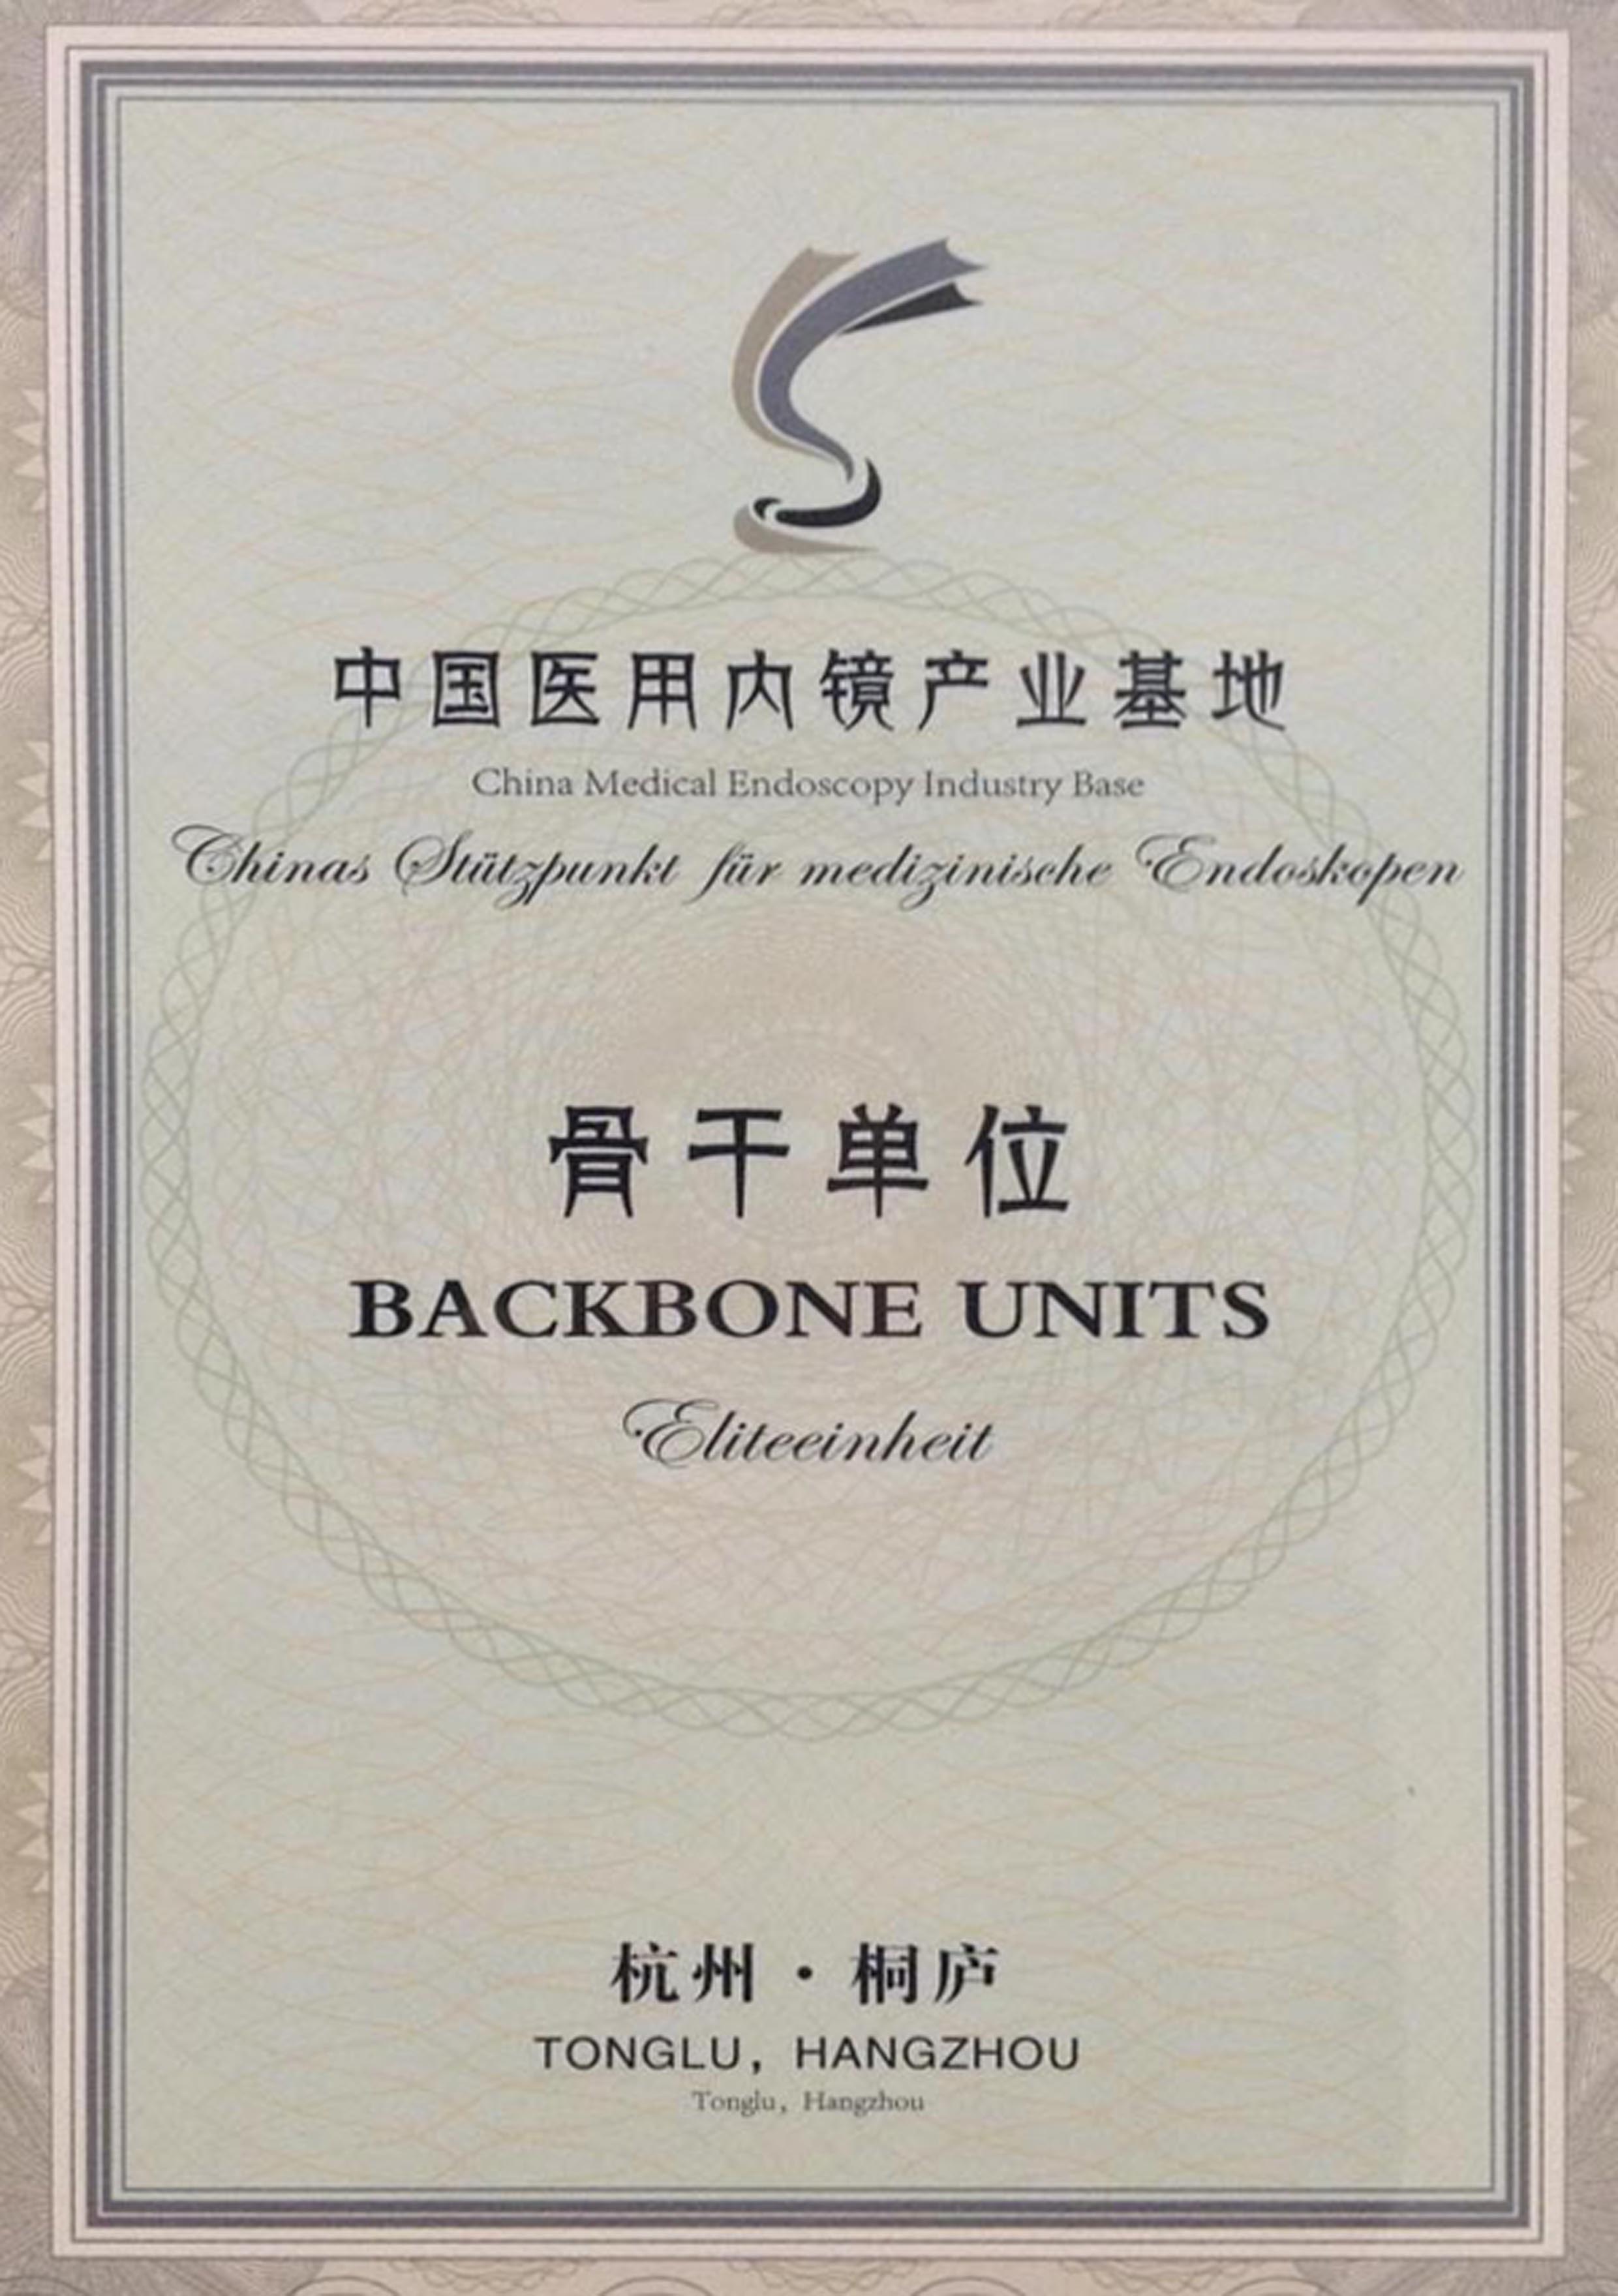 中国医用内镜产业基地
China Medical Endoscopy Industry Base
Chinas Stützpunkt für medizinische Endoskopen
骨干单位
BACKBONE UNITS
Eliteeinheit
杭州·桐庐
TONGLU, HANGZHOU
Tonglu, Hangzhou